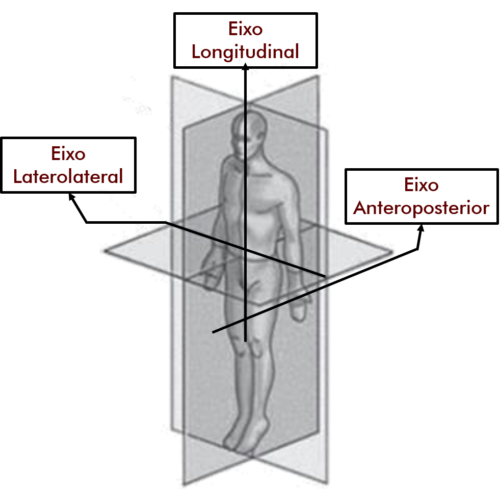 Eixo
Longitudinal
Eixo
Laterolateral
Eixo
Anteroposterior